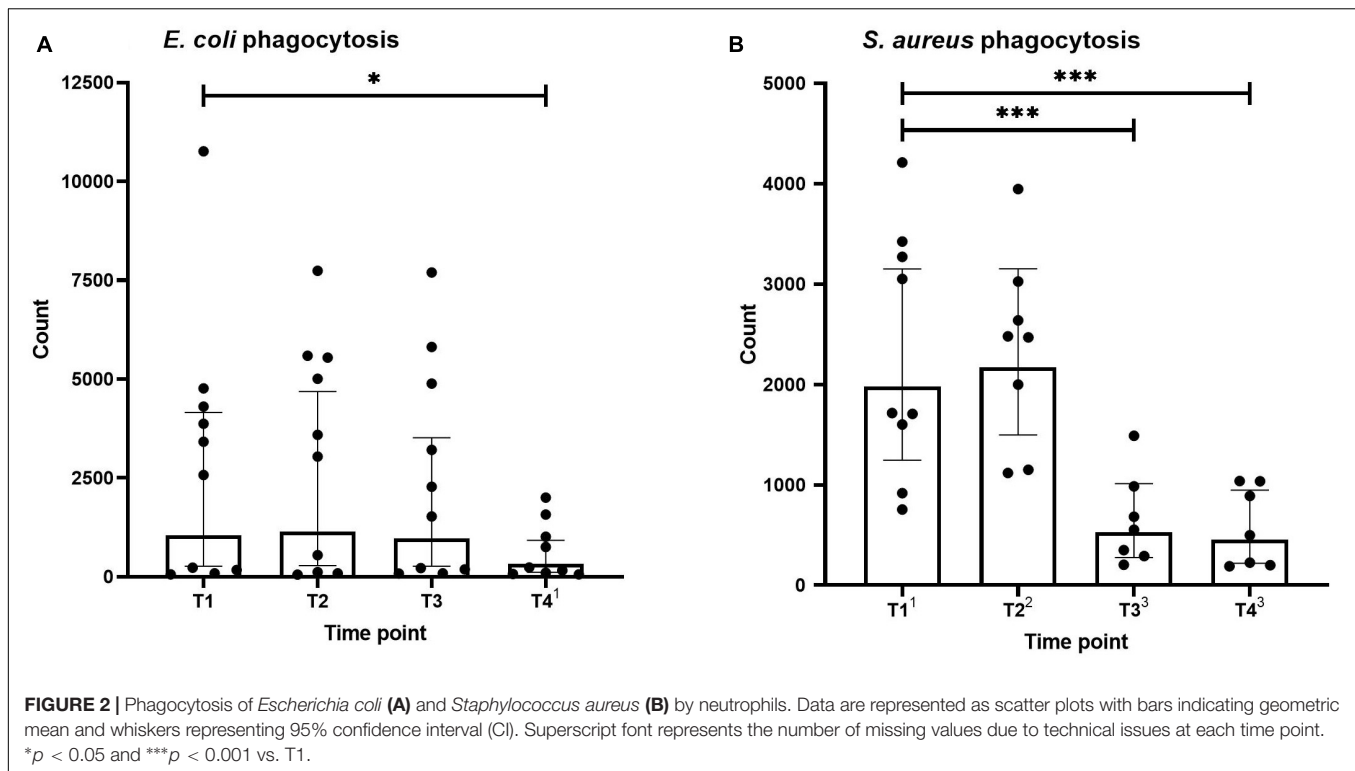 A
E. coli phagocytosis
12500
10000
7500
5000
2500
0
Count
*
T1
T2
T3
T4¹
Time point
B
S. aureus phagocytosis
5000
4000
3000
2000
1000
0
Count
***
***
T1¹
T2²
T3³
T4³
Time point
FIGURE 2 | Phagocytosis of Escherichia coli (A) and Staphylococcus aureus (B) by neutrophils. Data are represented as scatter plots with bars indicating geometric
mean and whiskers representing 95% confidence interval (CI). Superscript font represents the number of missing values due to technical issues at each time point.
*p < 0.05 and ***p < 0.001 vs. T1.